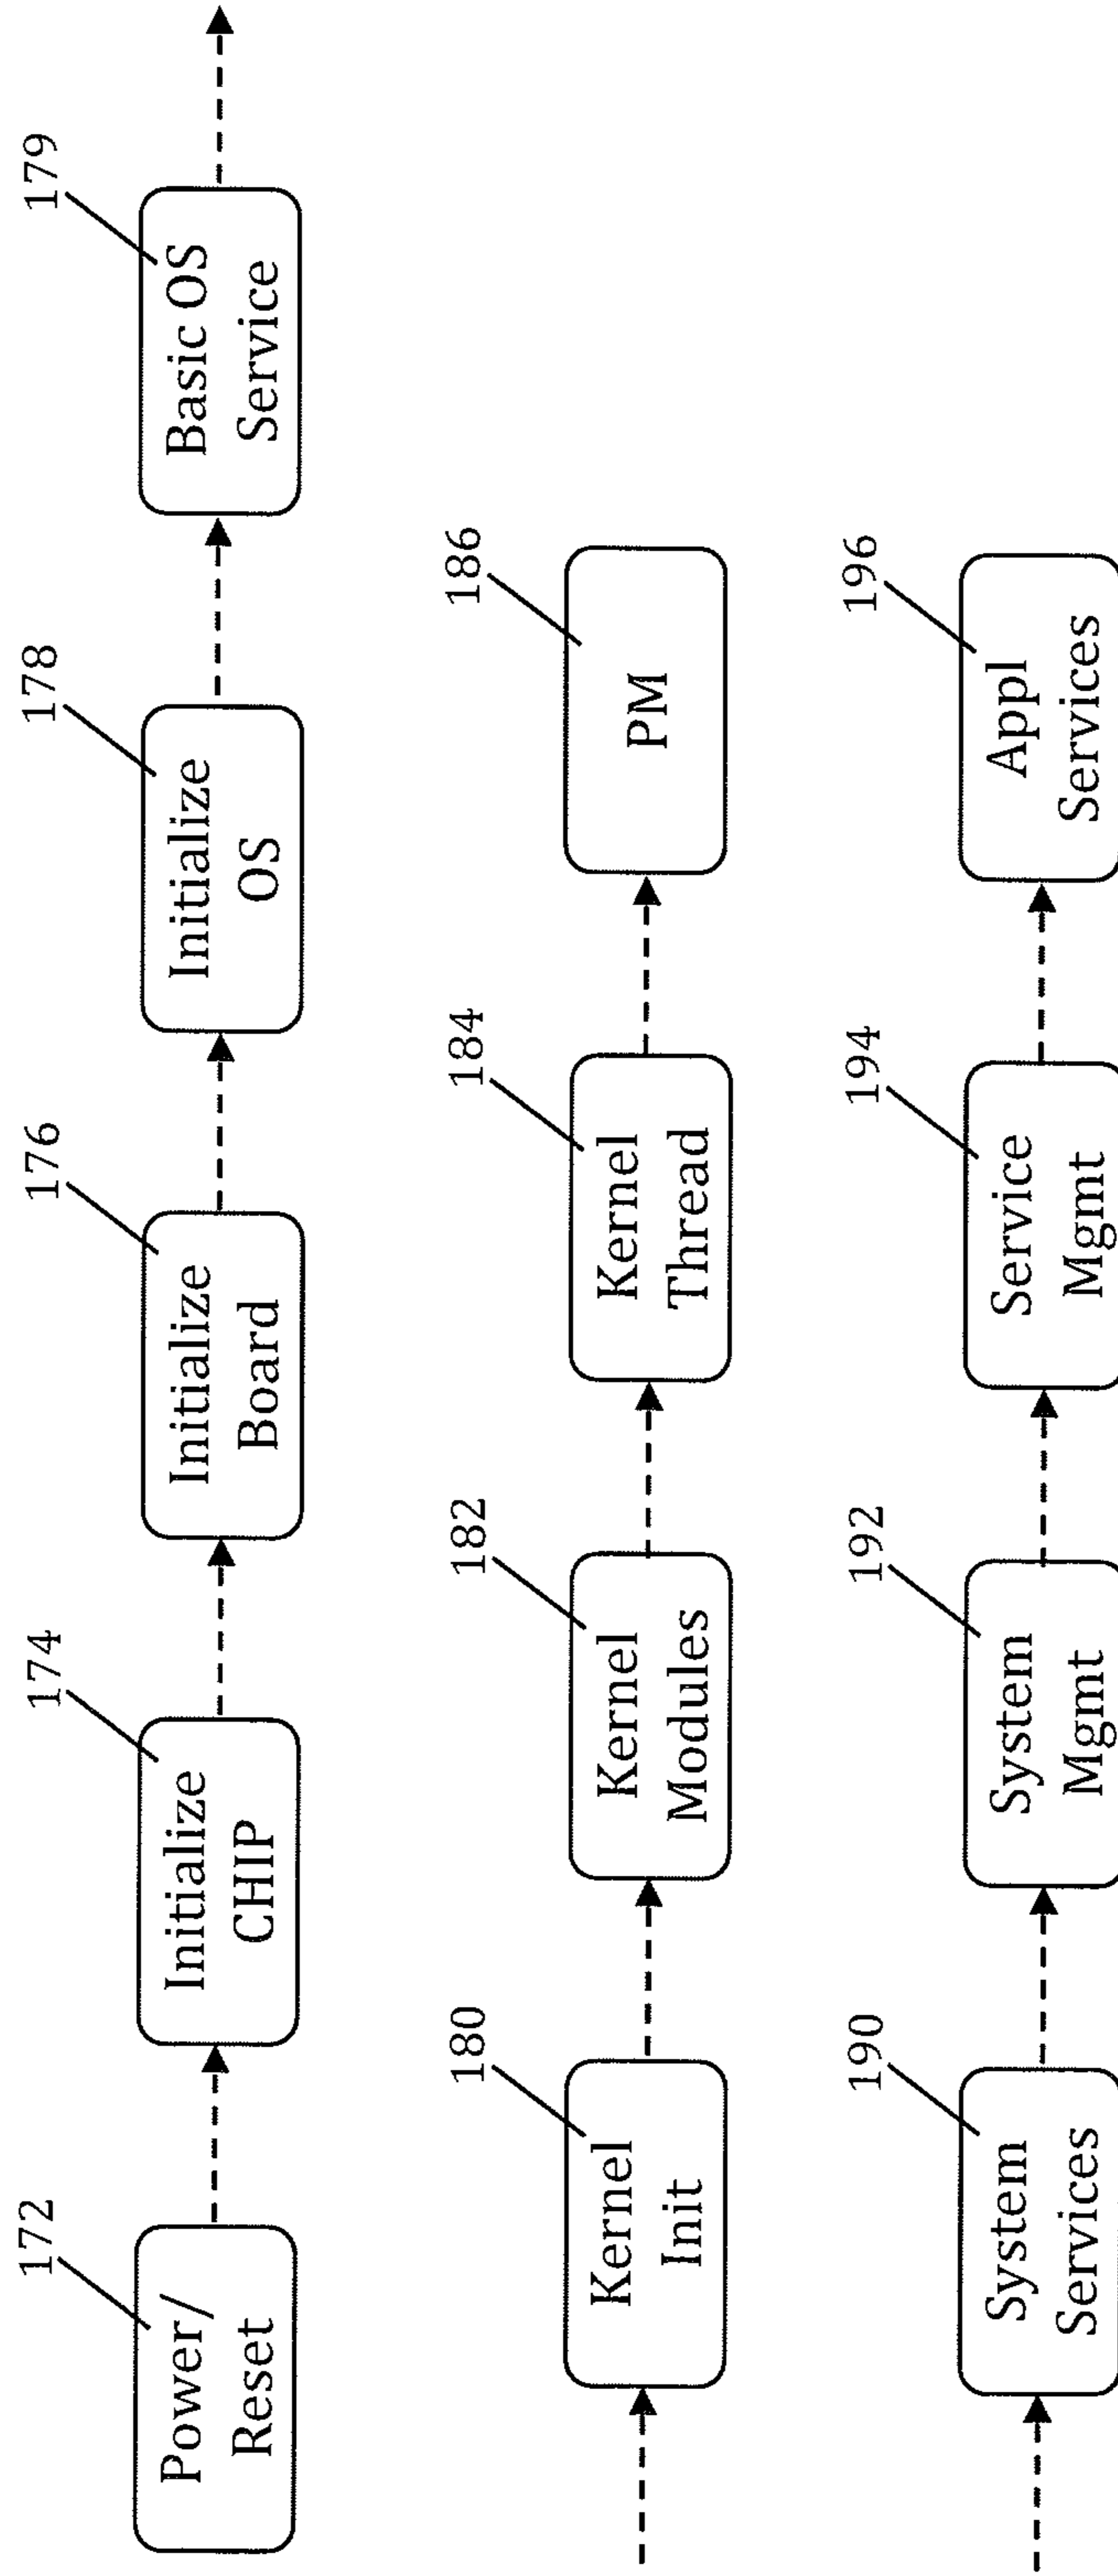 172
Power/
Reset
174
Initialize
CHIP
176
Initialize
Board
178
Initialize
OS
179
Basic OS
Service
180
Kernel
Init
182
Kernel
Modules
184
Kernel
Thread
186
PM
190
System
Services
192
System
Mgmt
194
Service
Mgmt
196
Appl
Services